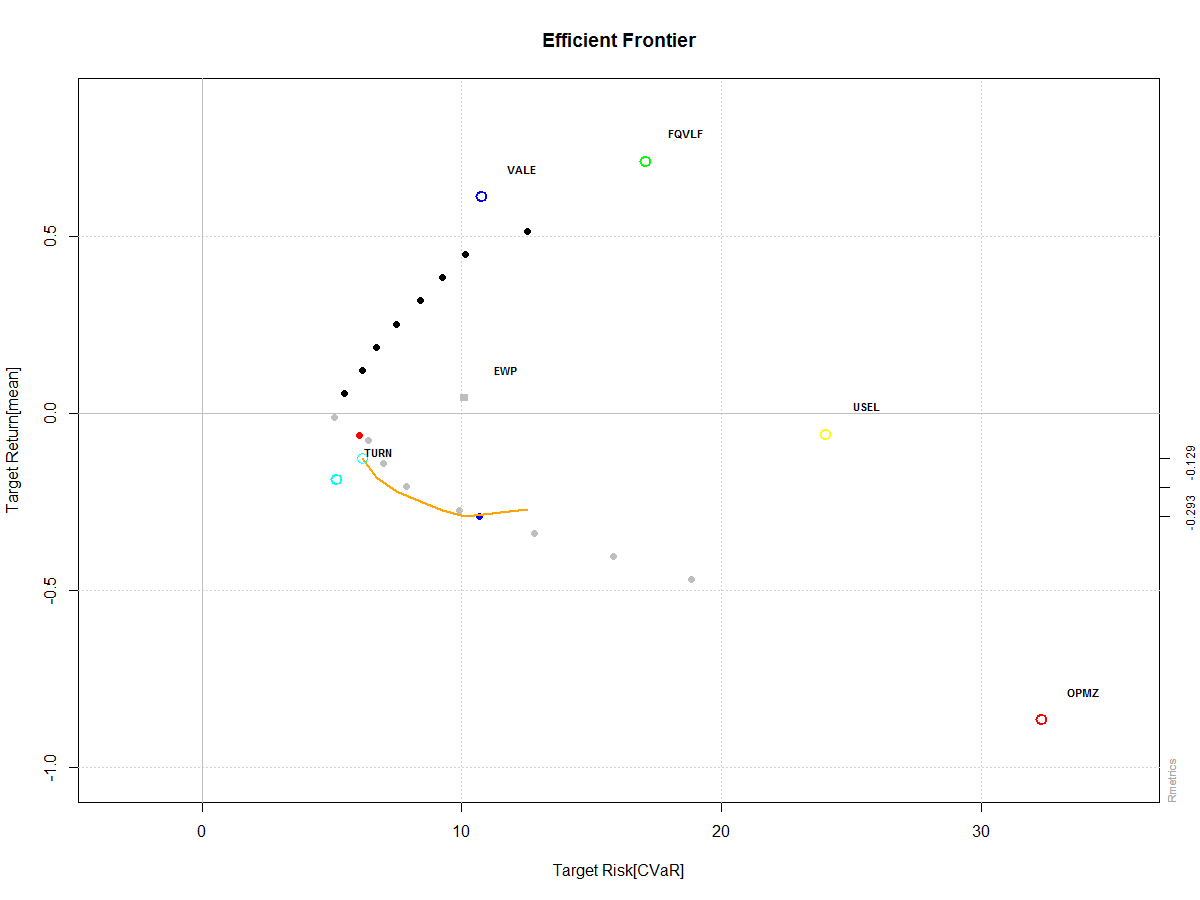 Efficient Frontier
FQVLF
VALE
EWP
USEL
TURN
OPMZ
0.5
0.0
-0.5
-1.0
Target Return[mean]
-0.129
-0.293
Rmetrics
0
10
20
30
Target Risk[CVaR]